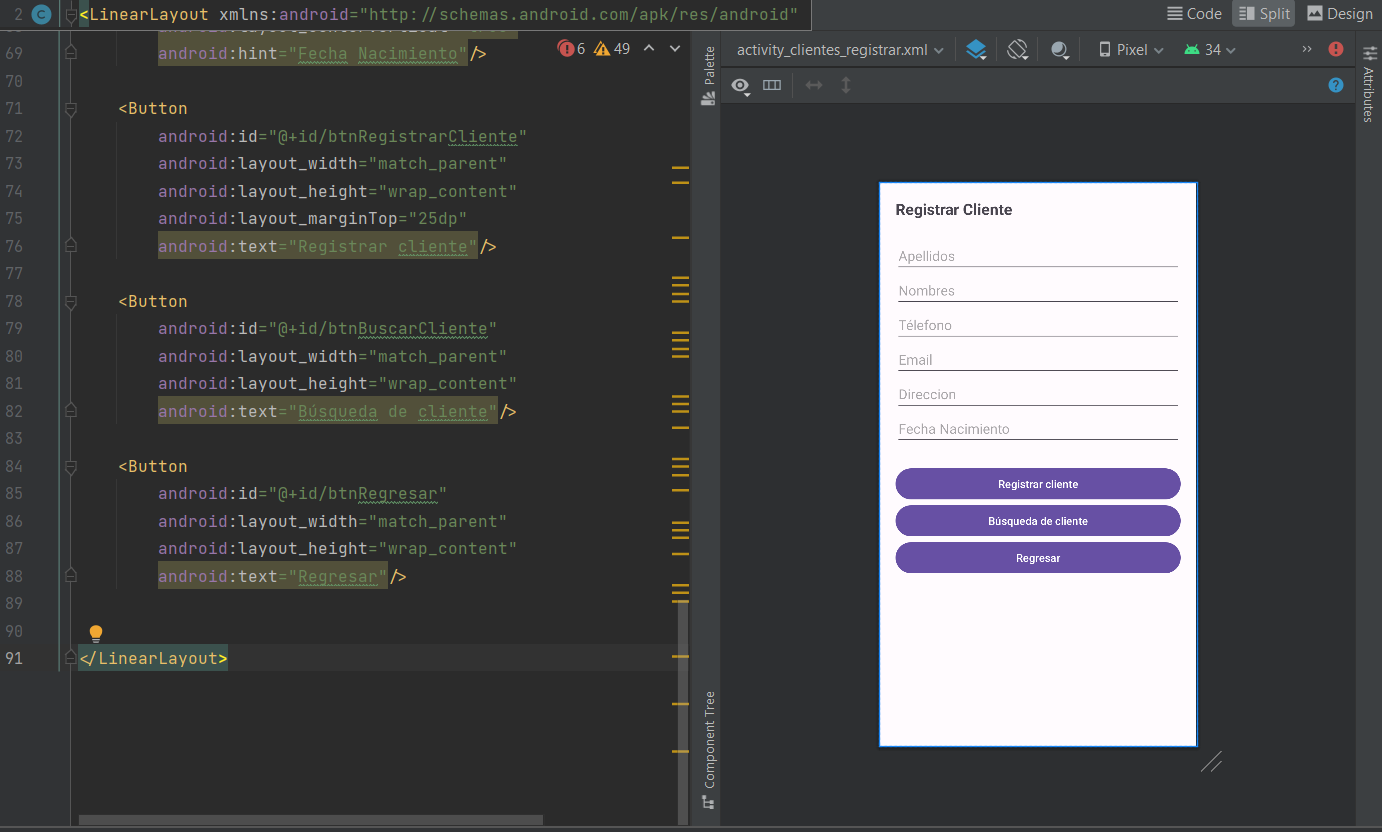 2 <LinearLayout xmlns:android="http://schemas.android.com/apk/res/android"
69 android:hint="Fecha Nacimiento"/>
70
71 <Button
72 android:id="@+id/btnRegistrarCliente"
73 android:layout_width="match_parent"
74 android:layout_height="wrap_content"
75 android:layout_marginTop="25dp"
76 android:text="Registrar cliente"/>
77
78 <Button
79 android:id="@+id/btnBuscarCliente"
80 android:layout_width="match_parent"
81 android:layout_height="wrap_content"
82 android:text="Búsqueda de cliente"/>
83
84 <Button
85 android:id="@+id/btnRegresar"
86 android:layout_width="match_parent"
87 android:layout_height="wrap_content"
88 android:text="Regresar"/>
89
90
91 </LinearLayout>
6 49
Palette
Component Tree
Code Split Design
activity_clientes_registrar.xml Pixel 34 »
Attributes
Registrar Cliente
Apellidos
Nombres
Télefono
Email
Direccion
Fecha Nacimiento
Registrar cliente
Búsqueda de cliente
Regresar